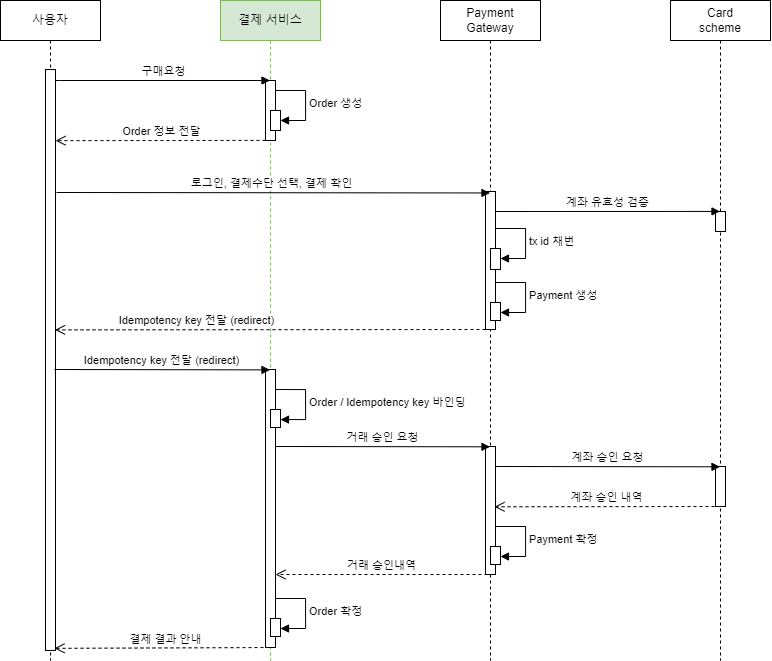 사용자
결제 서비스
Payment
Gateway
Card
scheme
구매요청
Order 생성
Order 정보 전달
로그인, 결제수단 선택, 결제 확인
계좌 유효성 검증
tx id 채번
Payment 생성
Idempotency key 전달 (redirect)
Idempotency key 전달 (redirect)
Order / Idempotency key 바인딩
거래 승인 요청
계좌 승인 요청
계좌 승인 내역
Payment 확정
거래 승인내역
Order 확정
결제 결과 안내